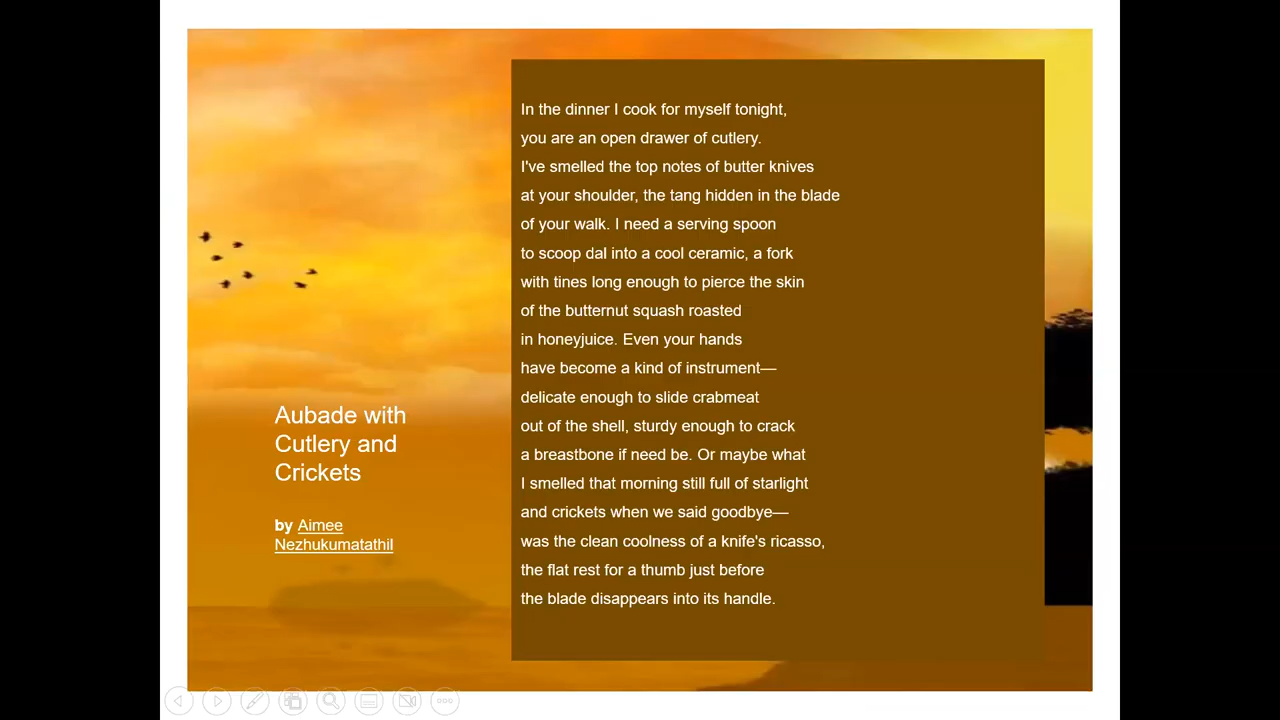 Aubade with
Cutlery and
Crickets
by Aimee
Nezhukumatathil
In the dinner I cook for myself tonight,
you are an open drawer of cutlery.
I've smelled the top notes of butter knives
at your shoulder, the tang hidden in the blade
of your walk. I need a serving spoon
to scoop dal into a cool ceramic, a fork
with tines long enough to pierce the skin
of the butternut squash roasted
in honeyjuice. Even your hands
have become a kind of instrument—
delicate enough to slide crabmeat
out of the shell, sturdy enough to crack
a breastbone if need be. Or maybe what
I smelled that morning still full of starlight
and crickets when we said goodbye—
was the clean coolness of a knife's ricasso,
the flat rest for a thumb just before
the blade disappears into its handle.